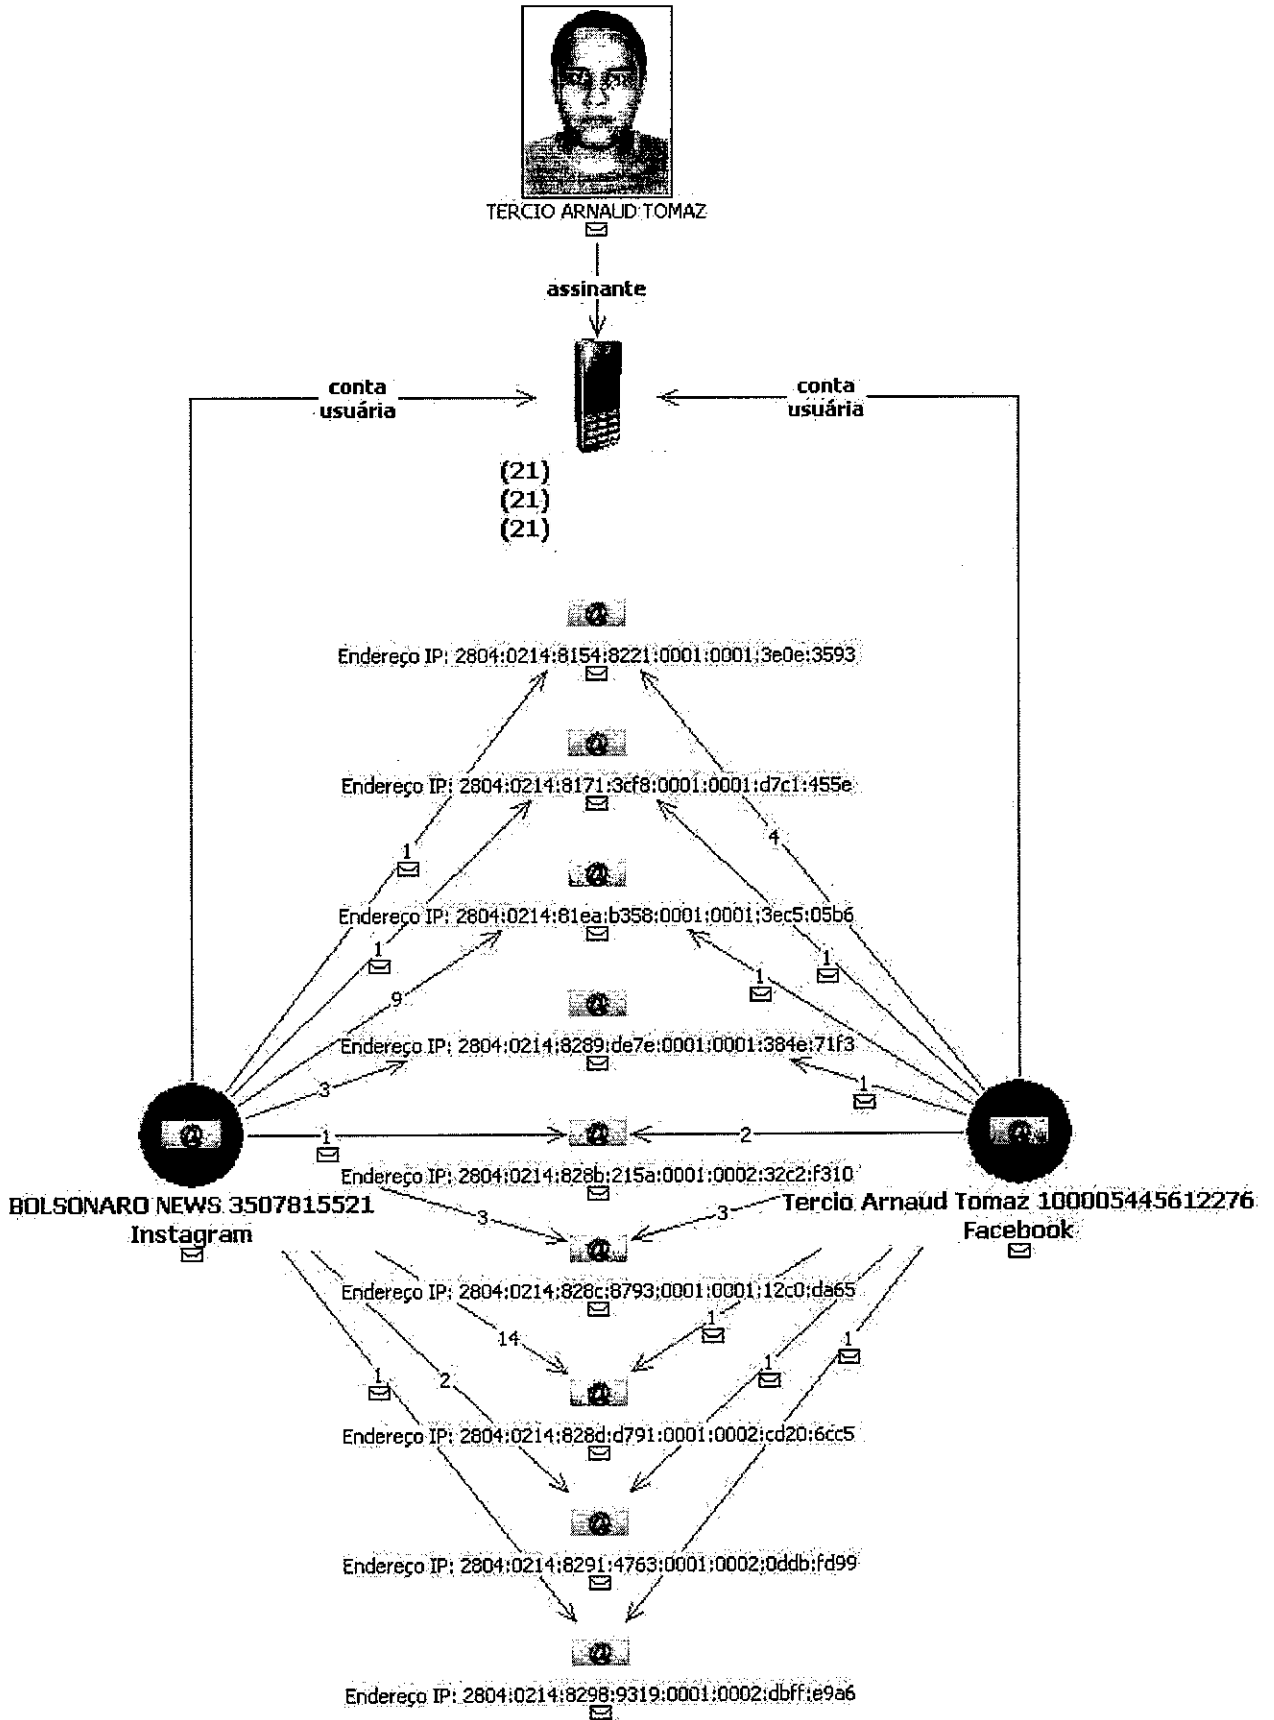 TERCIO ARNAUD TOMAZ
assinante
conta
usuária
conta
usuária
(21)
(21)
(21)
Endereço IP: 2804:0214:8154:8221:0001:0001:3e0e:3593
Endereço IP: 2804:0214:8171:3cf8:0001:0001:d7c1:455e
4
1
Endereço IP: 2804:0214:81ea:b358:0001:0001:3ec5:05b6
1
1
1
9
Endereço IP: 2804:0214:8289:de7e:0001:0001:384e:71f3
3
1
1
2
Endereço IP: 2804:0214:828b:215a:0001:0002:32c2:f310
BOLSONARO NEWS 3507815521
Instagram
Tercio Arnaud Tomaz 100005445612276
Facebook
3
3
Endereço IP: 2804:0214:828c:8793:0001:0001:12c0:da65
14
1
1
1
2
1
Endereço IP: 2804:0214:828d:d791:0001:0002:cd20:6cc5
Endereço IP: 2804:0214:8291:4763:0001:0002:0ddb:fd99
Endereço IP: 2804:0214:8298:9319:0001:0002:dbff:e9a6